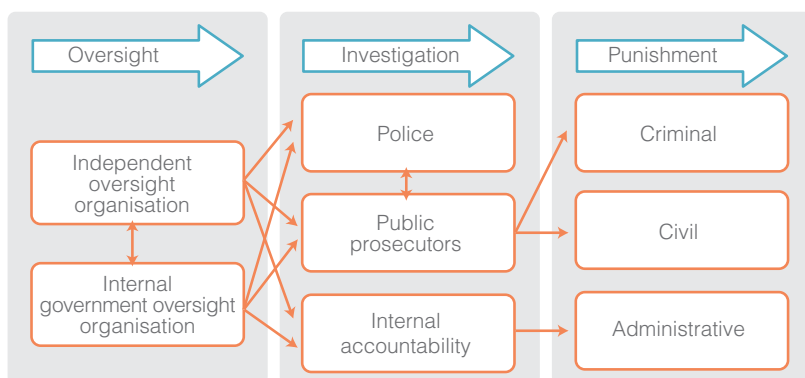 Oversight
Investigation
Punishment
Independent
oversight
organisation
Internal
government oversight
organisation
Police
Public
prosecutors
Internal
accountability
Criminal
Civil
Administrative